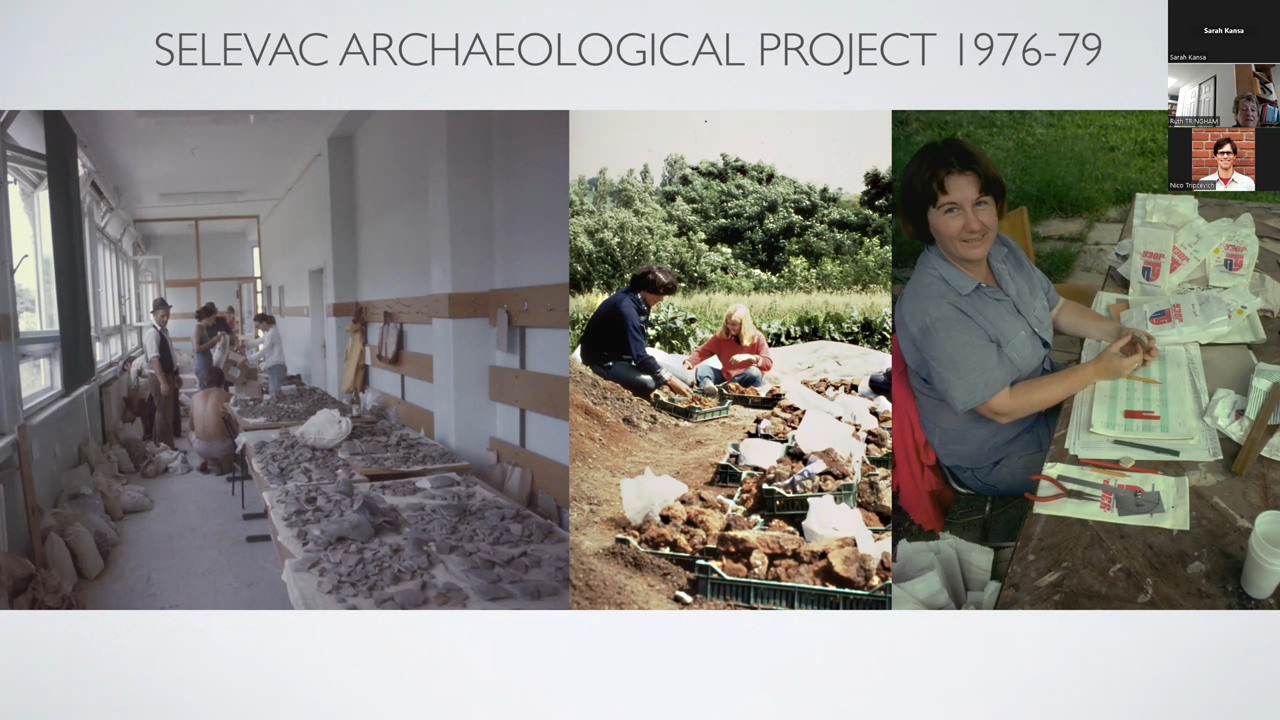 SELEVAC ARCHAEOLOGICAL PROJECT 1976-79
Sarah Kansa
Sarah Kansa
Ruth TRINGHAM
Nico Tripcevich